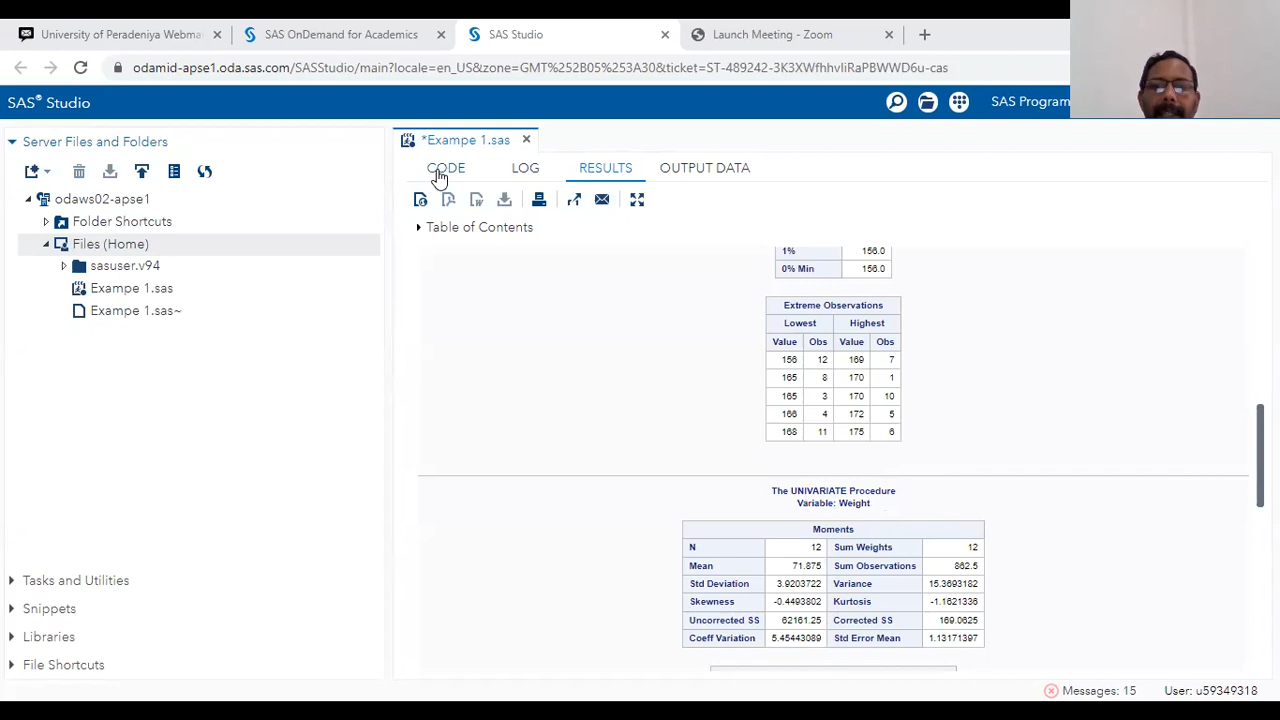 University of Peradeniya Webma
SAS OnDemand for Academics
SAS Studio
Launch Meeting - Zoom
odamid-apse1.oda.sas.com/SASStudio/main?locale=en_US&zone=GMT%252B05%253A30&ticket=ST-489242-3K3XWfhhvIiRaPBWWD6u-cas
SAS® Studio
SAS Program
Server Files and Folders
odaws02-apse1
Folder Shortcuts
Files (Home)
sasuser.v94
Exampe 1.sas
Exampe 1.sas~
Tasks and Utilities
Snippets
Libraries
File Shortcuts
*Exampe 1.sas
CODE LOG RESULTS OUTPUT DATA
Table of Contents
1% 156.0
0% Min 156.0
Extreme Observations
Lowest Highest
Value Obs Value Obs
156 12 169 7
165 8 170 1
165 3 170 10
166 4 172 5
168 11 175 6
The UNIVARIATE Procedure
Variable: Weight
Moments
N 12 Sum Weights 12
Mean 71.875 Sum Observations 862.5
Std Deviation 3.9203722 Variance 15.3693182
Skewness -0.4493802 Kurtosis -1.1621336
Uncorrected SS 62161.25 Corrected SS 169.0625
Coeff Variation 5.45443089 Std Error Mean 1.13171397
Messages: 15 User: u59349318